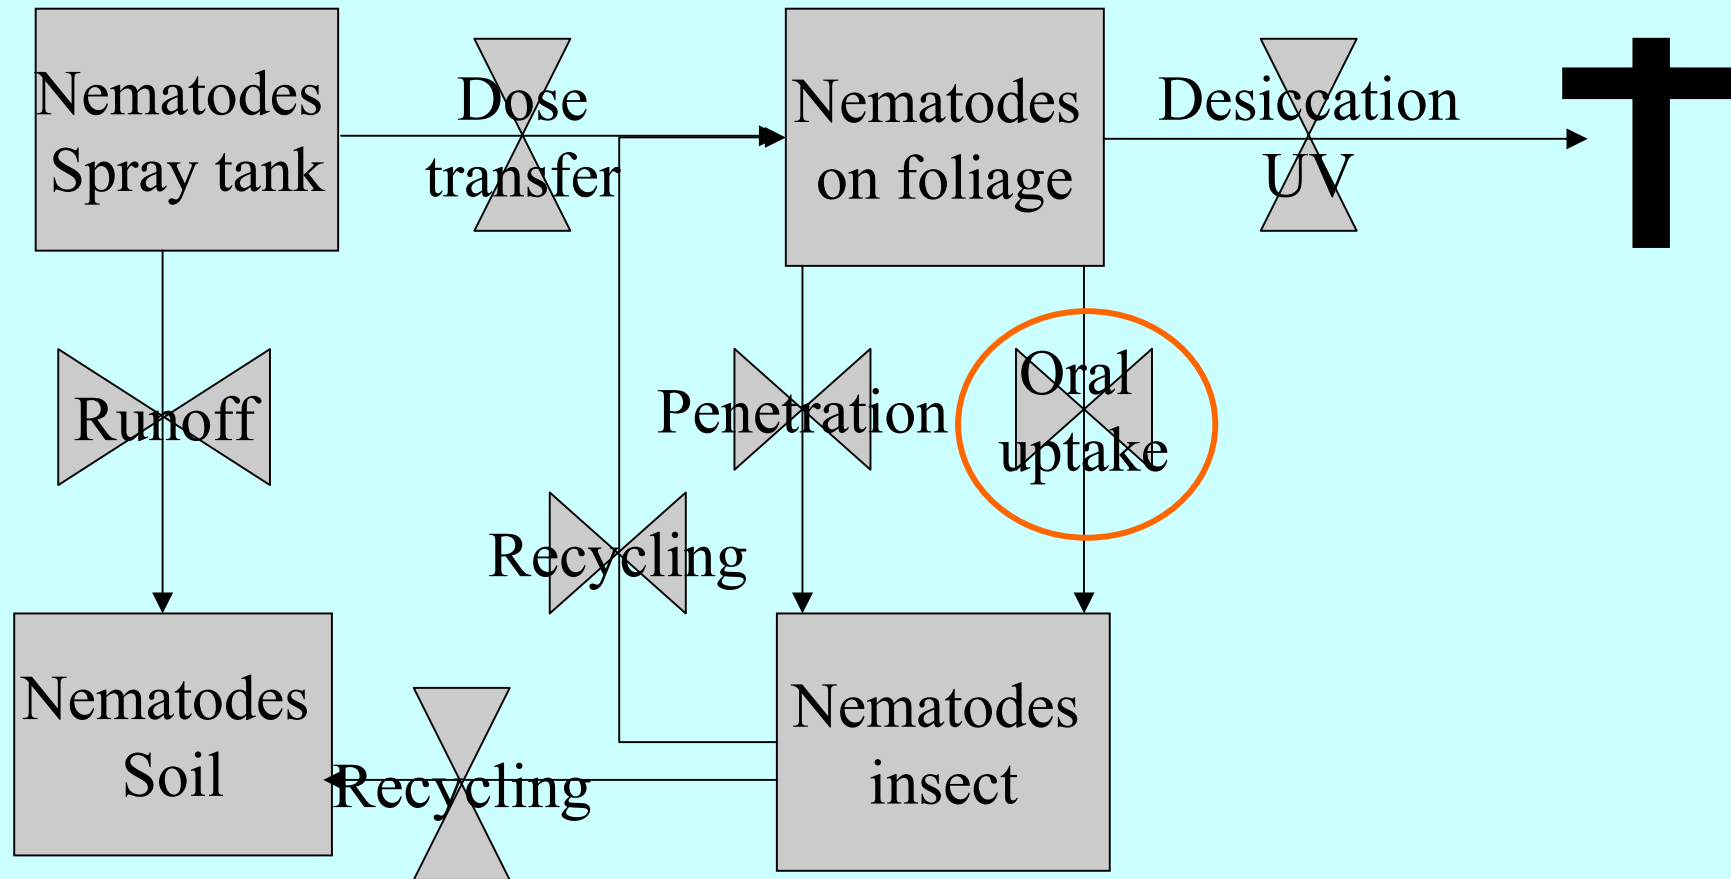 Nematodes
Spray tank
Dose
transfer
Nematodes
on foliage
Desiccation
UV
Runoff
Penetration
Oral
uptake
Recycling
Nematodes
Soil
Recycling
Nematodes
insect